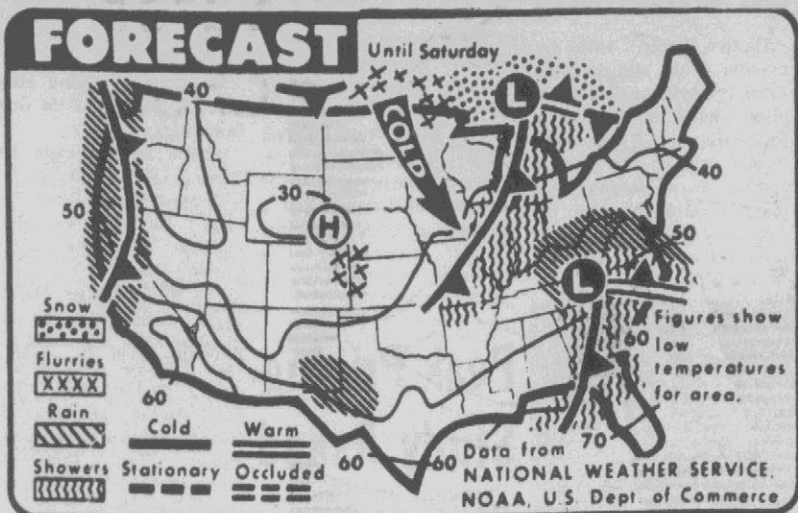 FORECAST
Until Saturday
40
COLD
L
30
H
50
40
50
L
60
Figures show
low
temperatures
for area.
60
60
60
70
Snow
Flurries
XXXX
Rain
Showers
Cold
Warm
Stationary
Occluded
Data from
NATIONAL WEATHER SERVICE,
NOAA, U.S. Dept. of Commerce